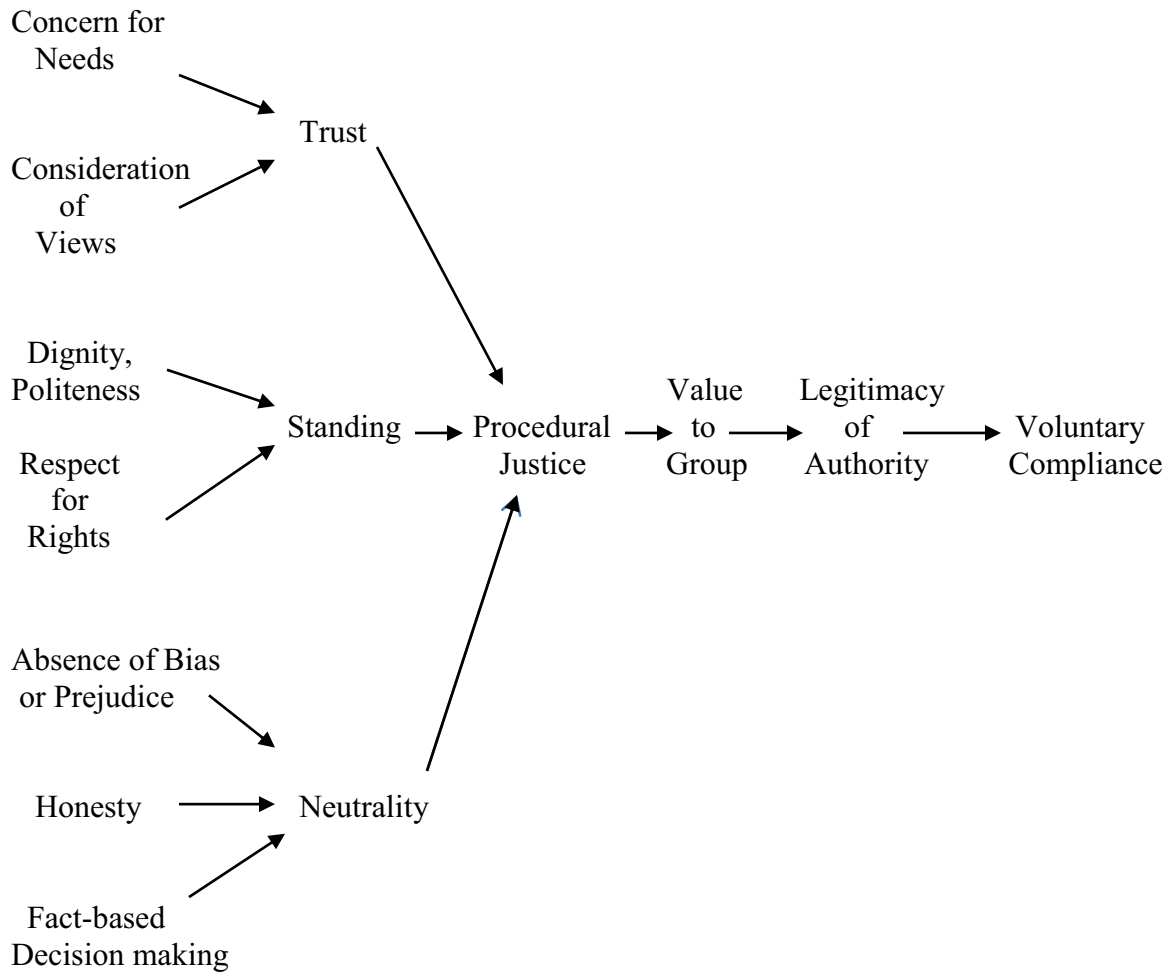 Concern for
Needs
Trust
Consideration
of
Views
Dignity,
Politeness
Standing
Respect
for
Rights
Procedural
Justice
Value
to
Group
Legitimacy
of
Authority
Voluntary
Compliance
Absence of Bias
or Prejudice
Honesty
Neutrality
Fact-based
Decision making